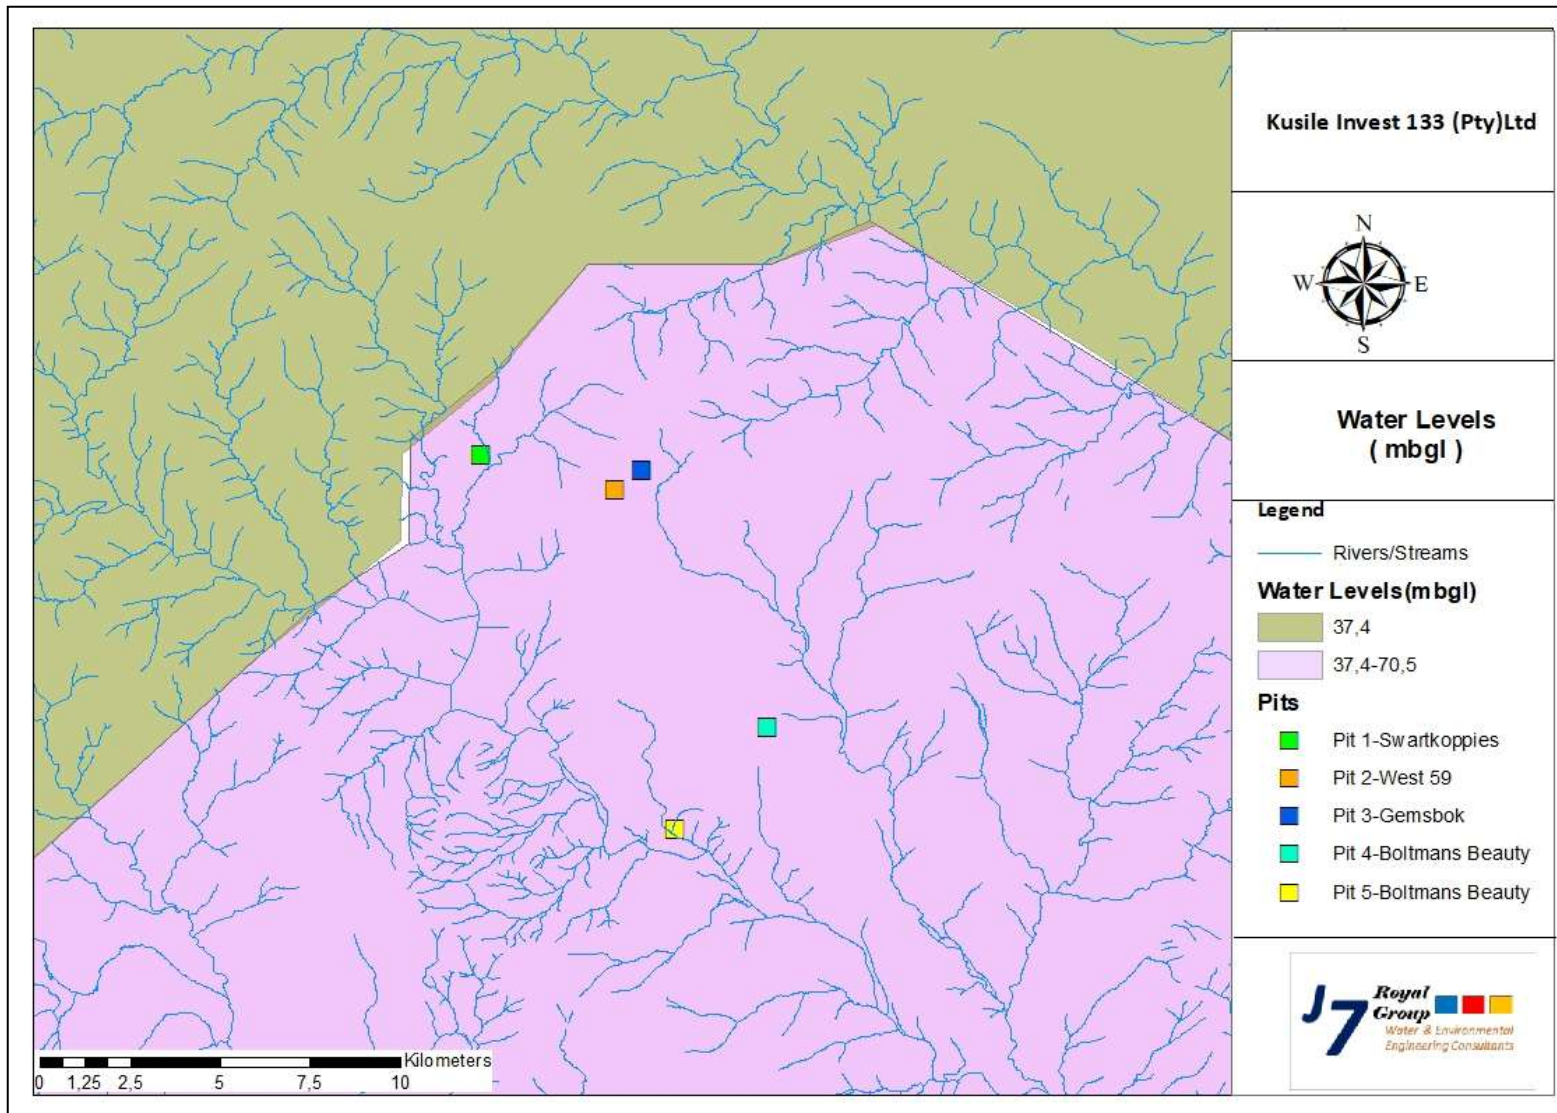 Kusile Invest 133 (Pty)Ltd
N
W
E
S
Water Levels
( mbgl )
Legend
Rivers/Streams
Water Levels(mbgl)
37,4
37,4-70,5
Pits
Pit 1-Swartkoppies
Pit 2-West 59
Pit 3-Gemsbok
Pit 4-Boltmans Beauty
Pit 5-Boltmans Beauty
Kilometers
0 1,25 2,5 5 7,5 10
J7
Royal
Group
Water & Environmental
Engineering Consultants